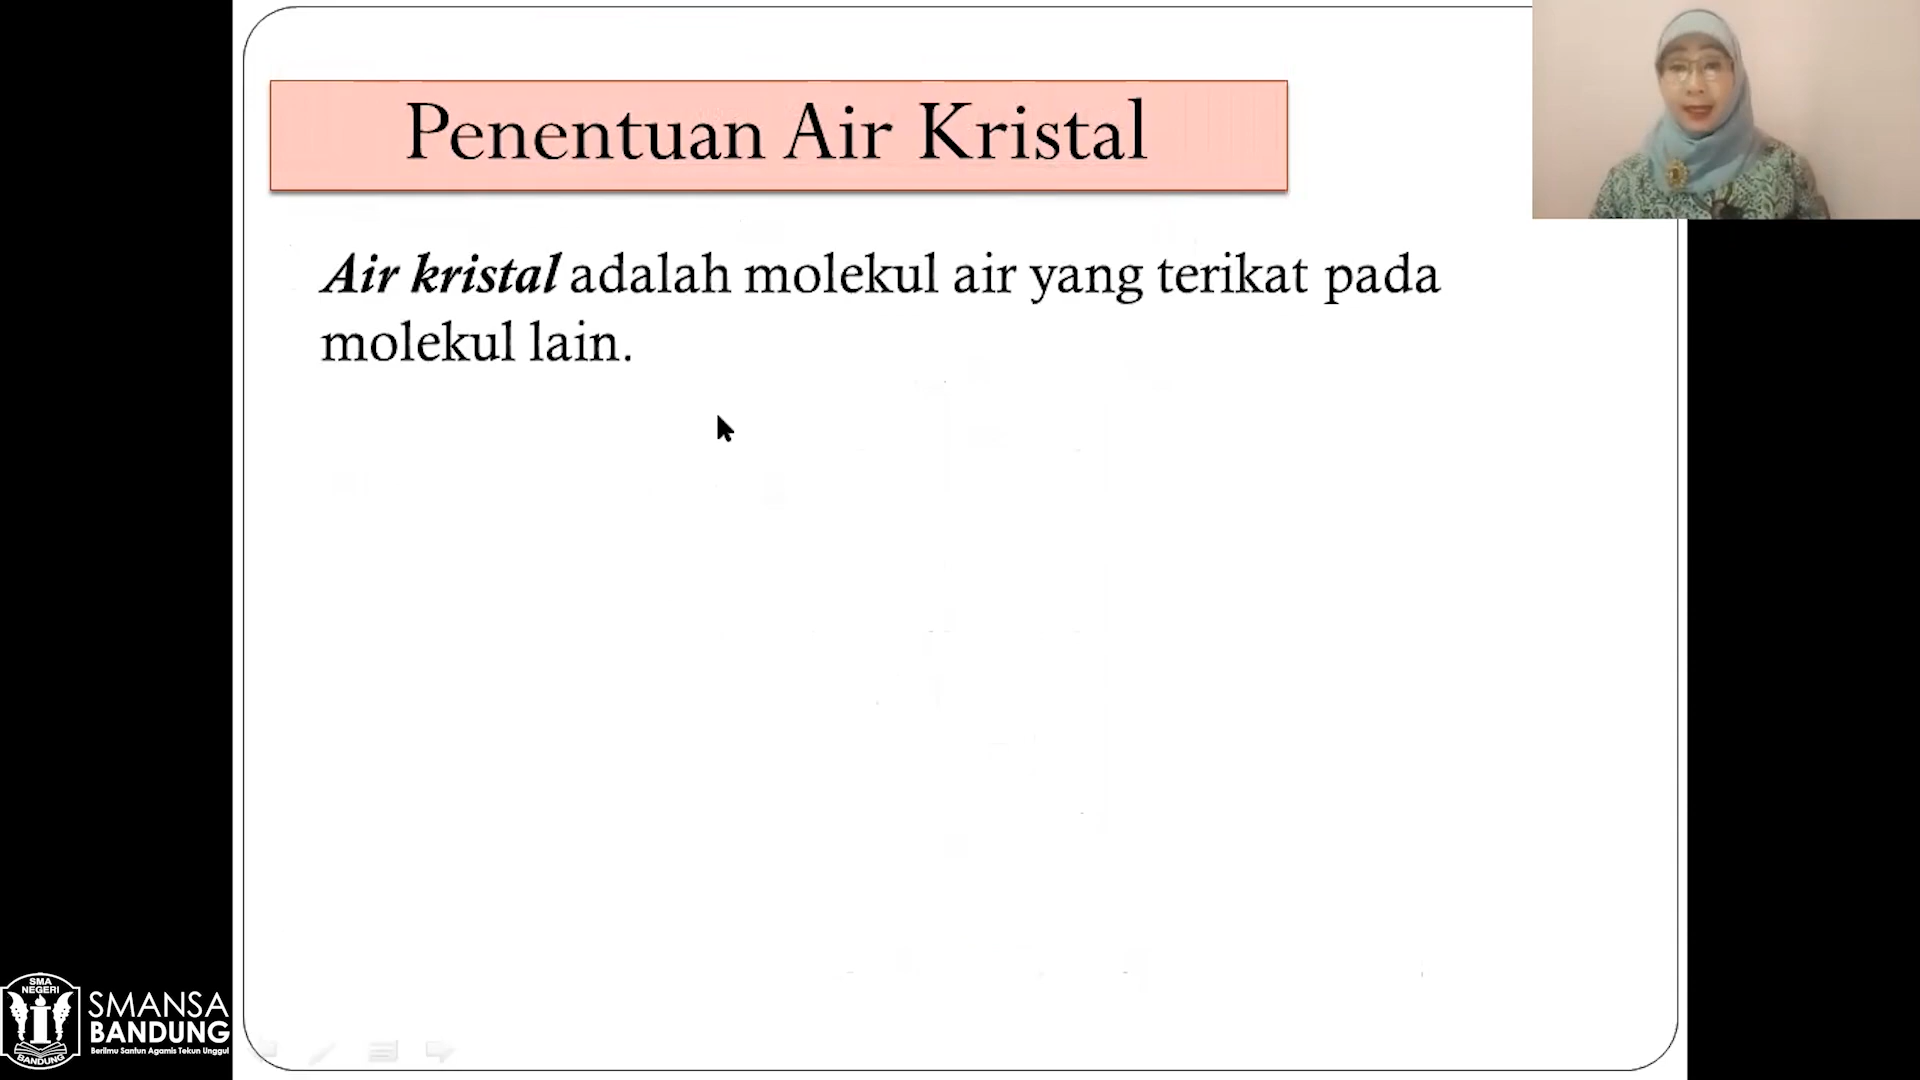 Penentuan Air Kristal
Air kristal adalah molekul air yang terikat pada
molekul lain.
SMA
NEGERI
BANDUNG
SMANSA
BANDUNG
Berilmu Santun Agamis Tekun Unggul